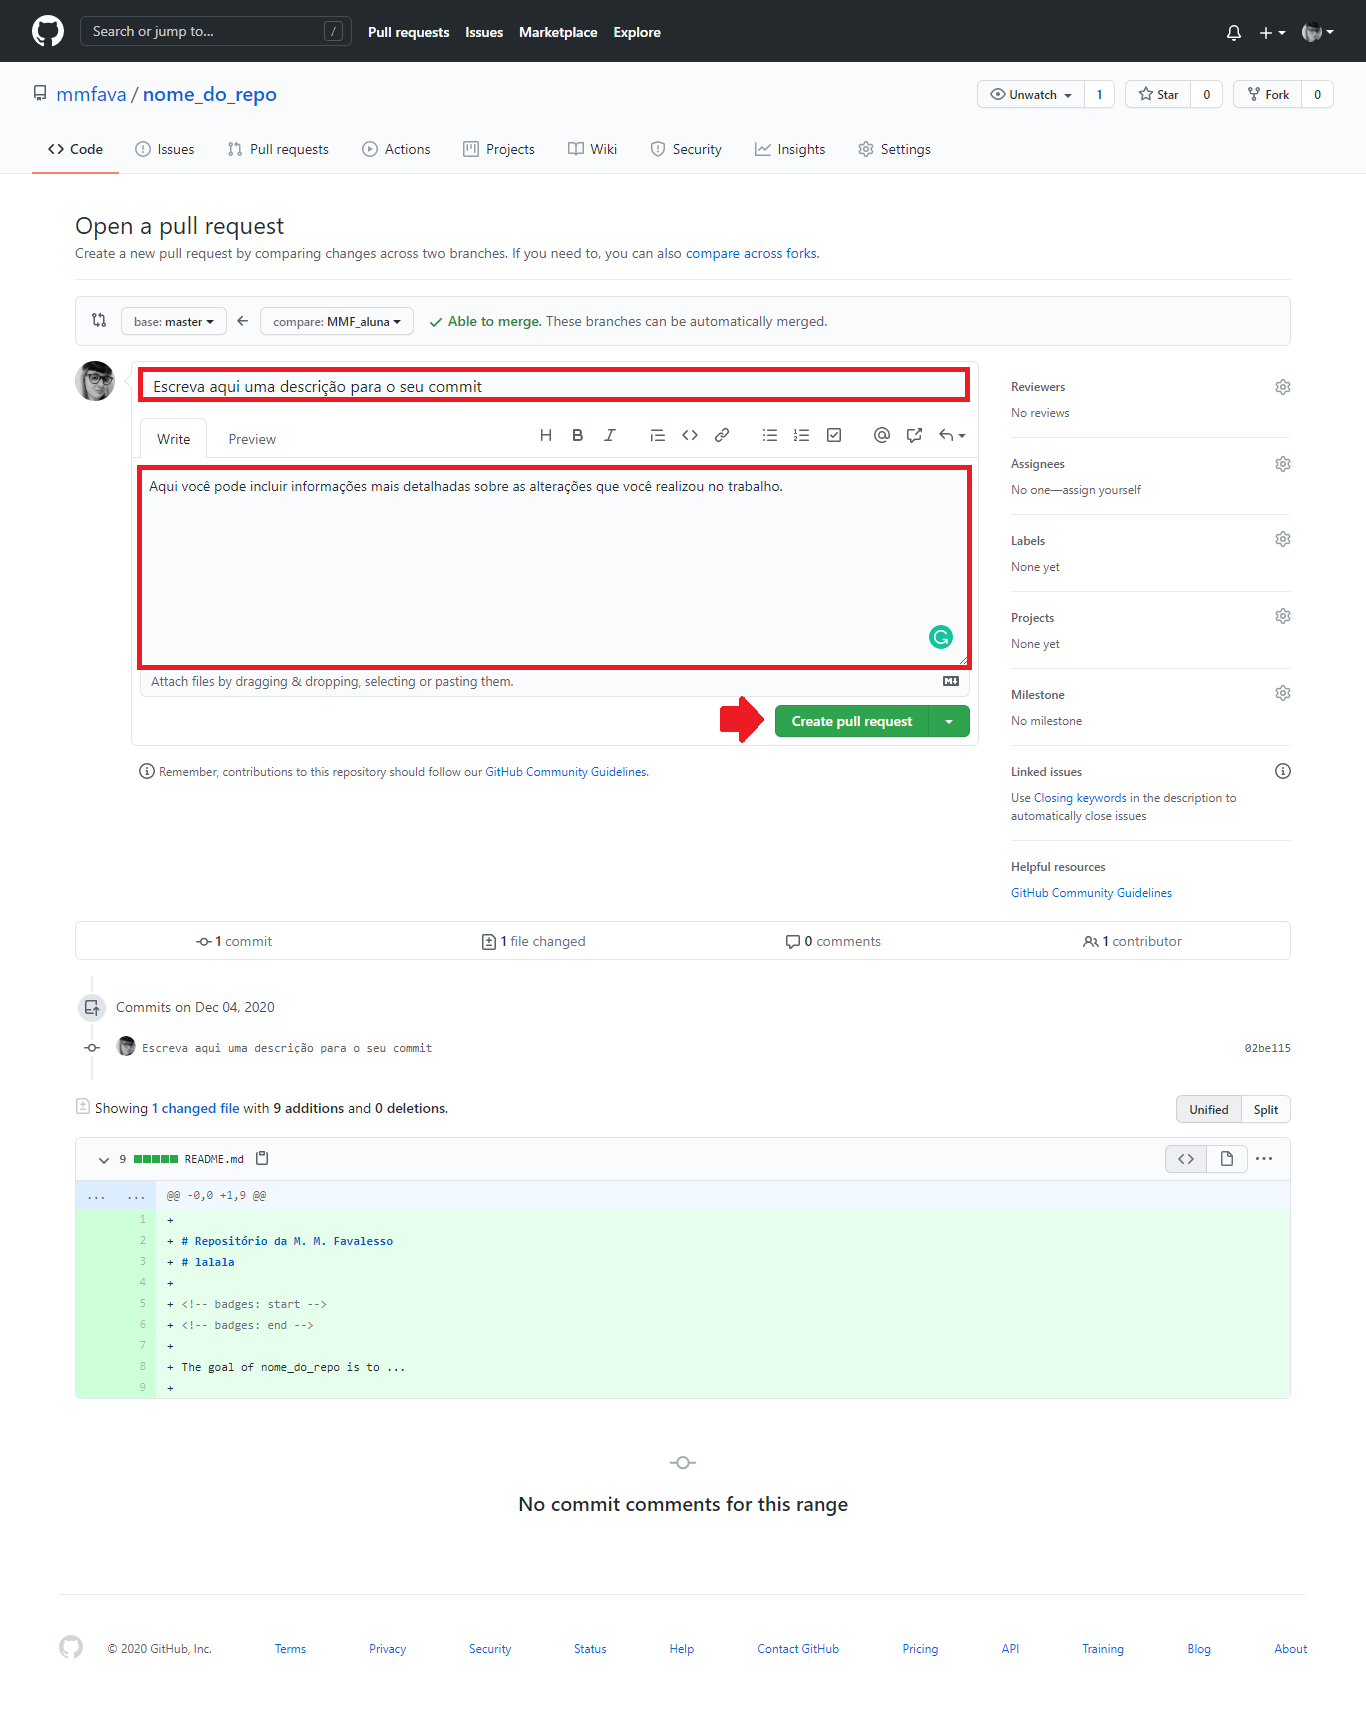 Search or jump to... /
Pull requests Issues Marketplace Explore
mmfava / nome_do_repo
Unwatch 1 Star 0 Fork 0
Code Issues Pull requests Actions Projects Wiki Security Insights Settings
Open a pull request
Create a new pull request by comparing changes across two branches. If you need to, you can also compare across forks.
base: master compare: MMF_aluna Able to merge. These branches can be automatically merged.
Escreva aqui uma descrição para o seu commit
Write Preview
Aqui você pode incluir informações mais detalhadas sobre as alterações que você realizou no trabalho.
Attach files by dragging & dropping, selecting or pasting them.
Create pull request
Remember, contributions to this repository should follow our GitHub Community Guidelines.
Reviewers
No reviews
Assignees
No one—assign yourself
Labels
None yet
Projects
None yet
Milestone
No milestone
Linked issues
Use Closing keywords in the description to
automatically close issues
Helpful resources
GitHub Community Guidelines
1 commit 1 file changed 0 comments 1 contributor
Commits on Dec 04, 2020
Escreva aqui uma descrição para o seu commit 02be115
Showing 1 changed file with 9 additions and 0 deletions.
Unified Split
9 README.md
... ... @@ -0,0 +1,9 @@
1 +
2 + # Repositório da M. M. Favalesso
3 + # lalala
4 +
5 + <!-- badges: start -->
6 + <!-- badges: end -->
7 +
8 + The goal of nome_do_repo is to ...
9 +
No commit comments for this range
© 2020 GitHub, Inc. Terms Privacy Security Status Help Contact GitHub Pricing API Training Blog About